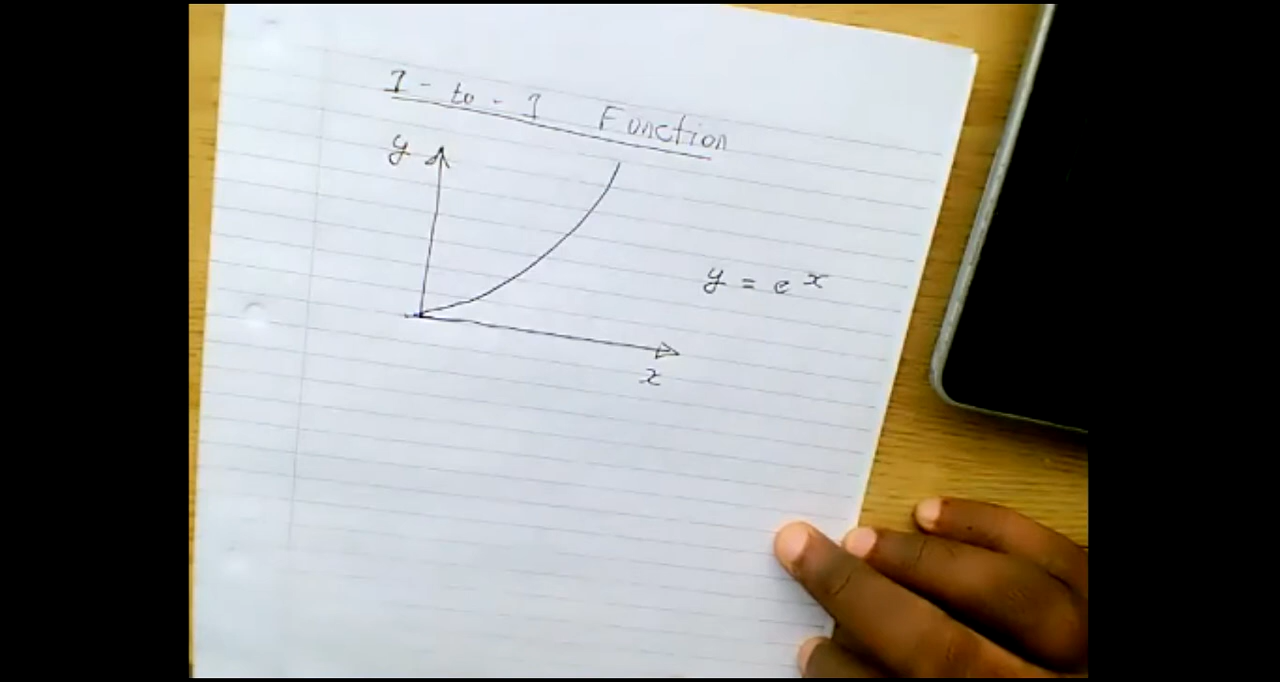 1 - to - 1 Function
y
y = e^x
x